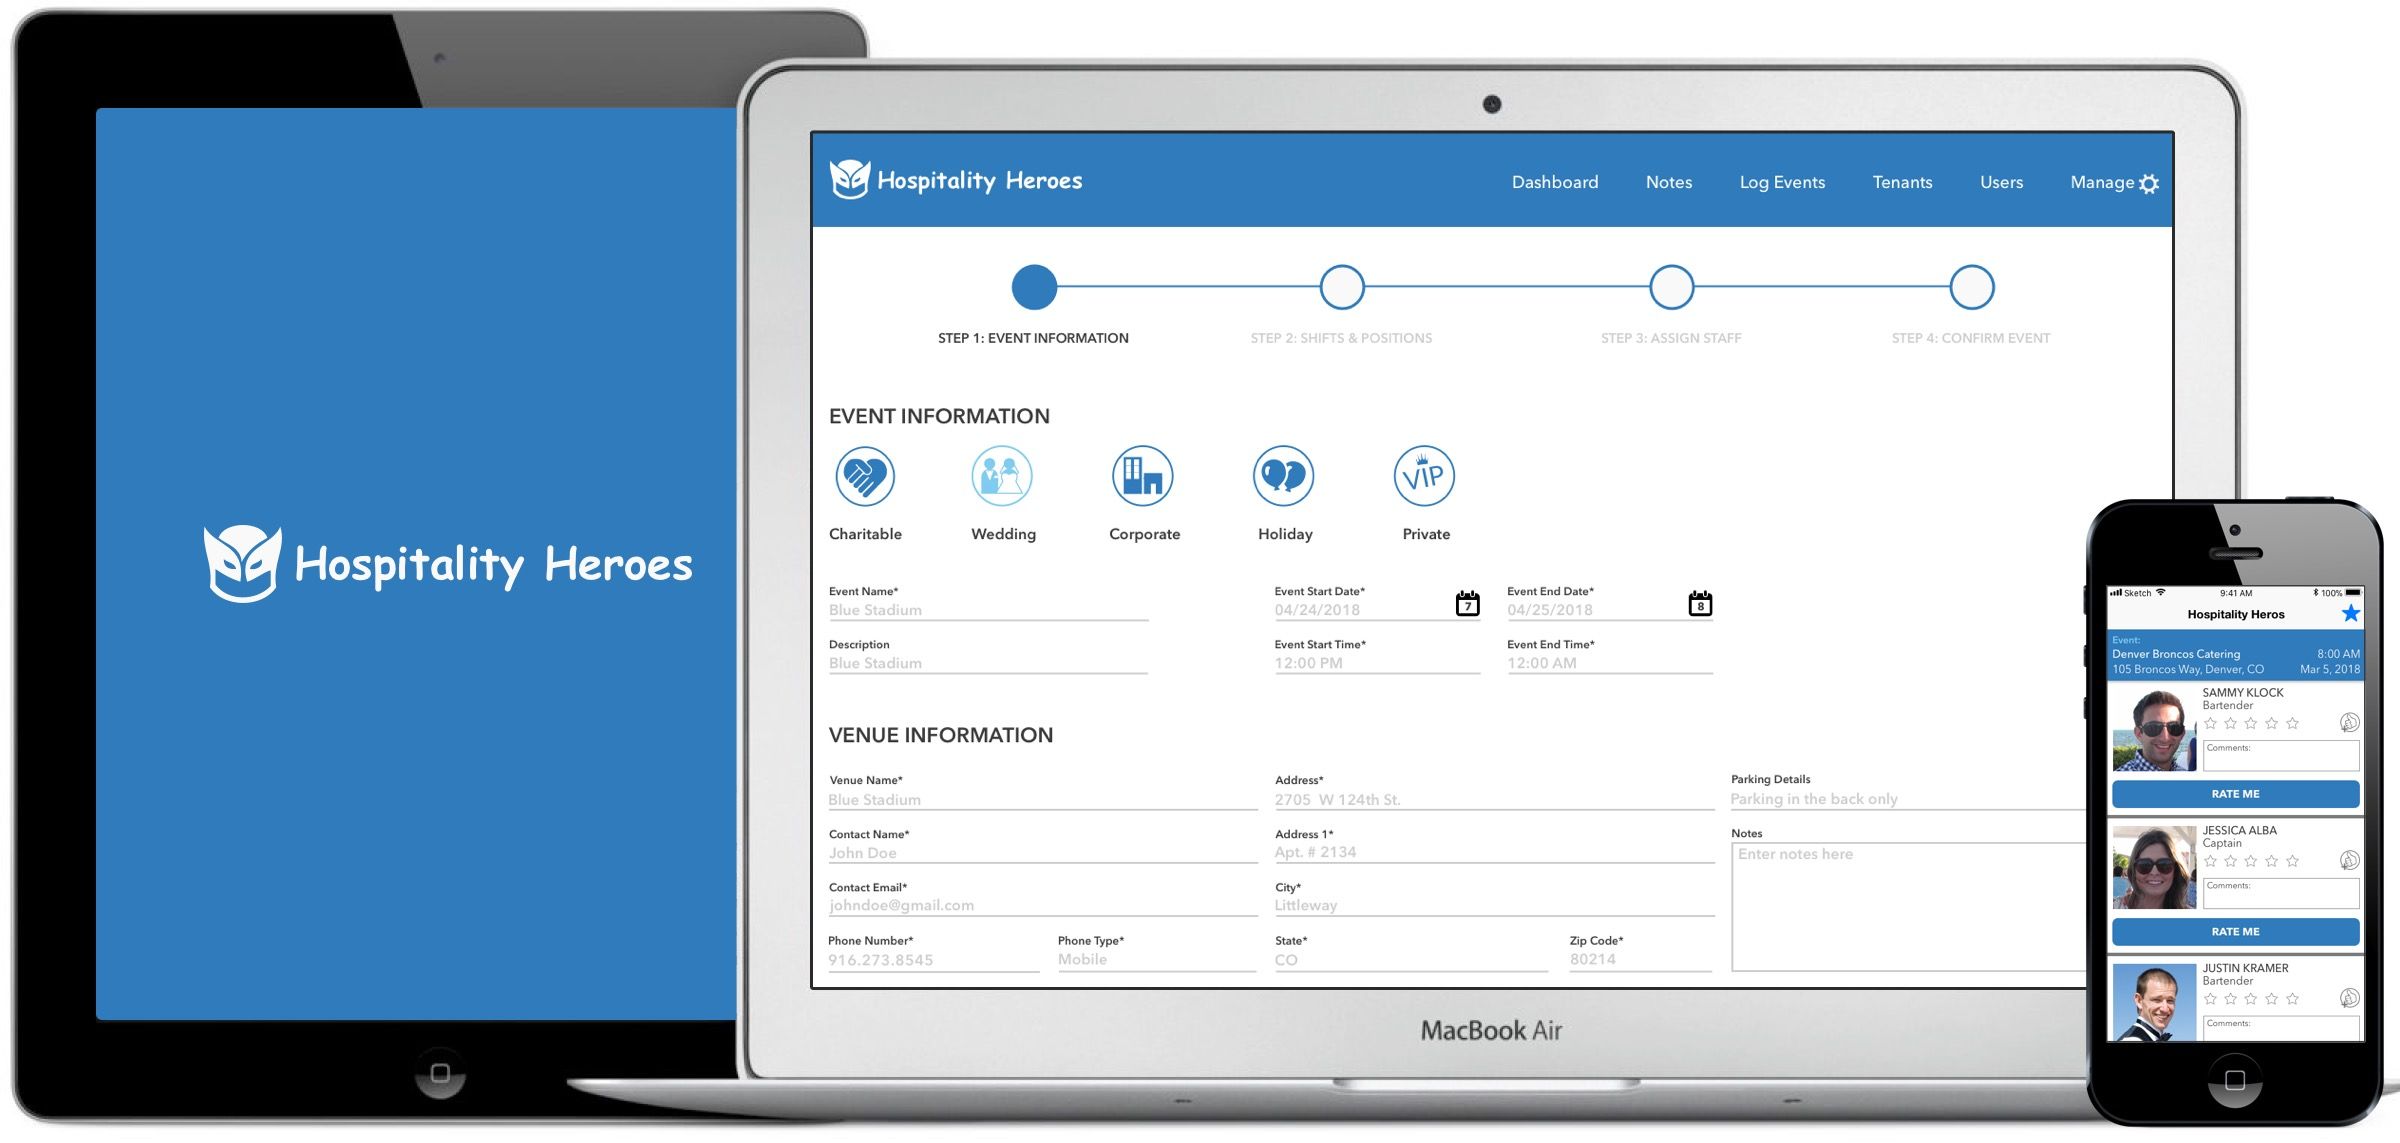 Hospitality Heroes
Hospitality Heroes
Dashboard Notes Log Events Tenants Users Manage
STEP 1: EVENT INFORMATION STEP 2: SHIFTS & POSITIONS STEP 3: ASSIGN STAFF STEP 4: CONFIRM EVENT
EVENT INFORMATION
VIP
Charitable Wedding Corporate Holiday Private
Event Name* Event Start Date* Event End Date*
Blue Stadium 04/24/2018 7 04/25/2018 8
Description Event Start Time* Event End Time*
Blue Stadium 12:00 PM 12:00 AM
VENUE INFORMATION
Venue Name* Address* Parking Details
Blue Stadium 2705 W 124th St. Parking in the back only
Contact Name* Address 1* Notes
John Doe Apt. # 2134 Enter notes here
Contact Email* City*
johndoe@gmail.com Littleway
Phone Number* Phone Type* State* Zip Code*
916.273.8545 Mobile CO 80214
MacBook Air
Sketch 9:41 AM 100%
Hospitality Heros
Event:
Denver Broncos Catering 8:00 AM
105 Broncos Way, Denver, CO Mar 5, 2018
SAMMY KLOCK
Bartender
Comments:
RATE ME
JESSICA ALBA
Captain
Comments:
RATE ME
JUSTIN KRAMER
Bartender
Comments: